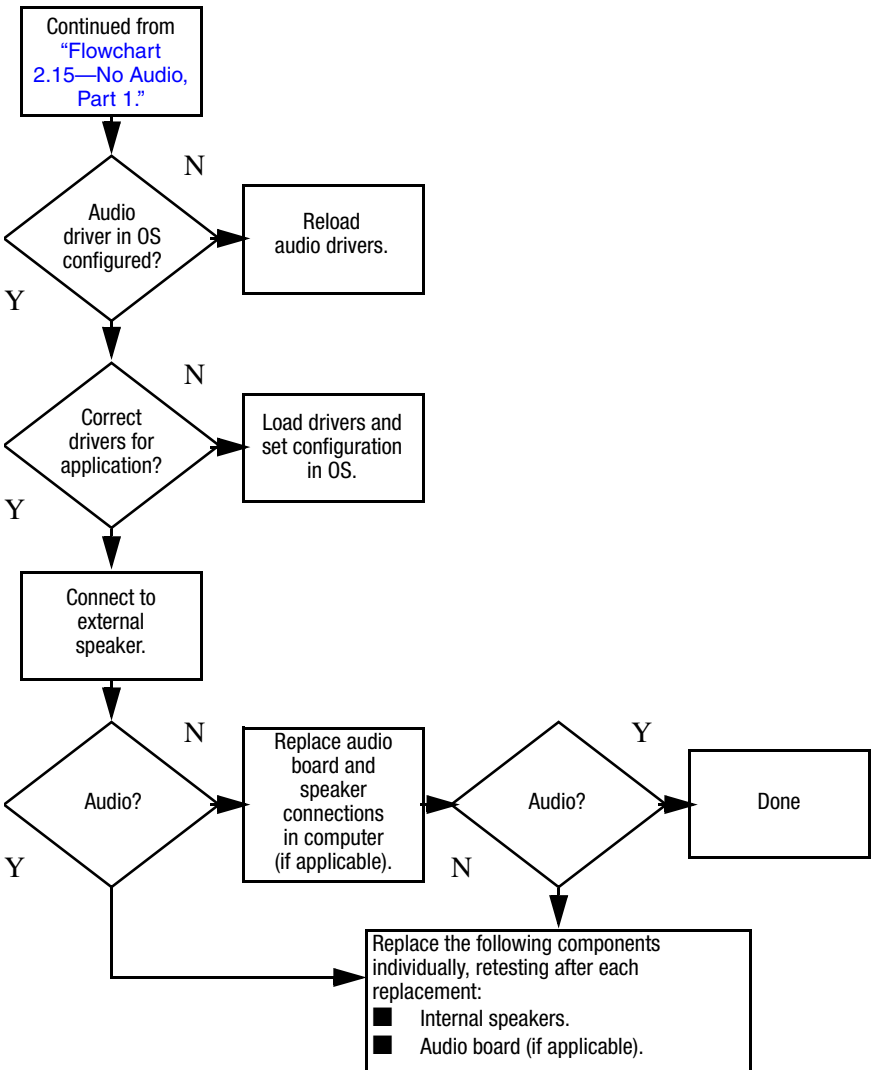 Continued from
“Flowchart
2.15—No Audio,
Part 1.”
N
Audio
driver in OS
configured?
Reload
audio drivers.
Y
N
Correct
drivers for
application?
Load drivers and
set configuration
in OS.
Y
Connect to
external
speaker.
N
Audio?
Replace audio
board and
speaker
connections
in computer
(if applicable).
Y
Audio?
Done
Y
N
Replace the following components
individually, retesting after each
replacement:
■ Internal speakers.
■ Audio board (if applicable).